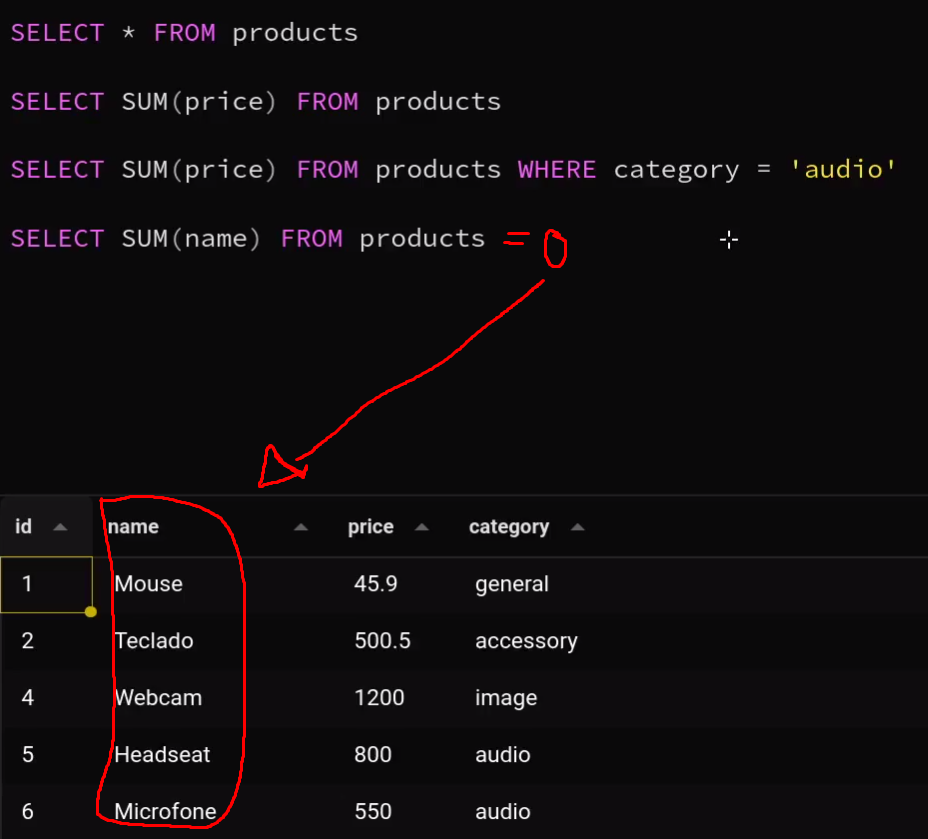 SELECT * FROM products
SELECT SUM(price) FROM products
SELECT SUM(price) FROM products WHERE category = 'audio'
SELECT SUM(name) FROM products = 0
id name price category
1 Mouse 45.9 general
2 Teclado 500.5 accessory
4 Webcam 1200 image
5 Headseat 800 audio
6 Microfone 550 audio